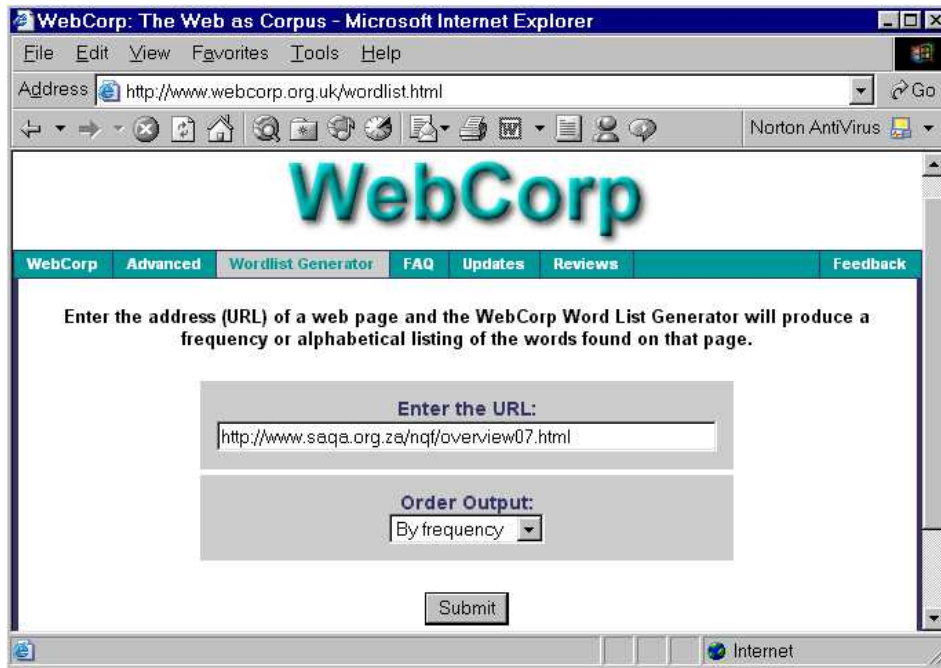 WebCorp: The Web as Corpus - Microsoft Internet Explorer
File Edit View Favorites Tools Help
Address http://www.webcorp.org.uk/wordlist.html Go
Norton AntiVirus
WebCorp
WebCorp Advanced Wordlist Generator FAQ Updates Reviews Feedback
Enter the address (URL) of a web page and the WebCorp Word List Generator will produce a
frequency or alphabetical listing of the words found on that page.
Enter the URL:
http://www.saqa.org.za/nqf/overview07.html
Order Output:
By frequency
Submit
Internet